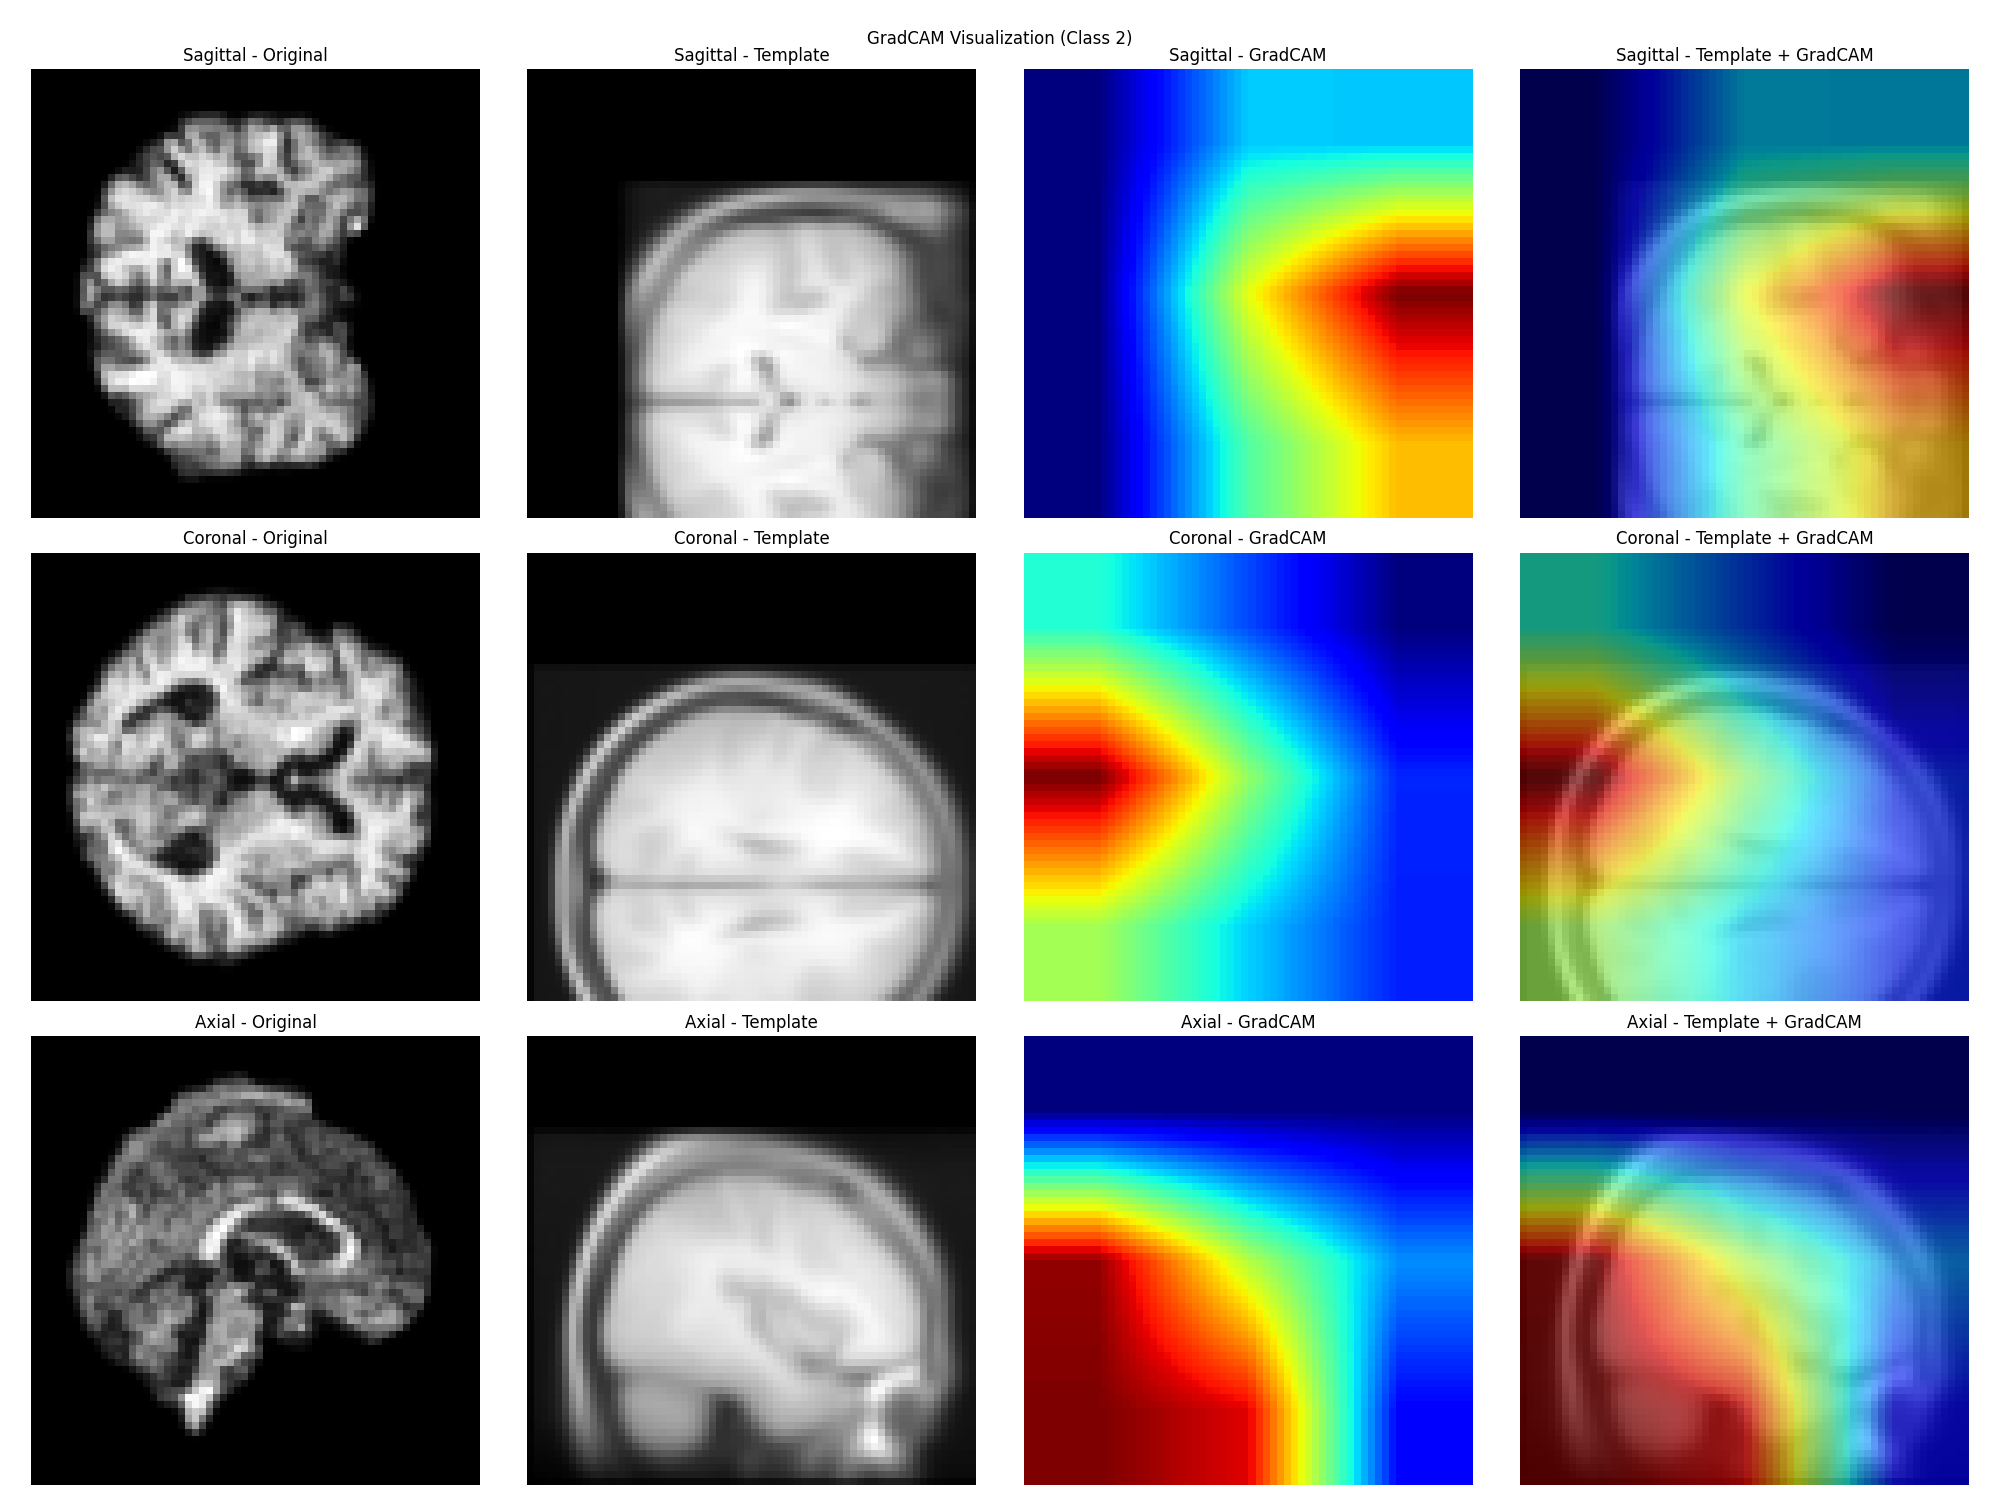 GradCAM Visualization (Class 2)
Sagittal - Original
Sagittal - Template
Sagittal - GradCAM
Sagittal - Template + GradCAM
Coronal - Original
Coronal - Template
Coronal - GradCAM
Coronal - Template + GradCAM
Axial - Original
Axial - Template
Axial - GradCAM
Axial - Template + GradCAM